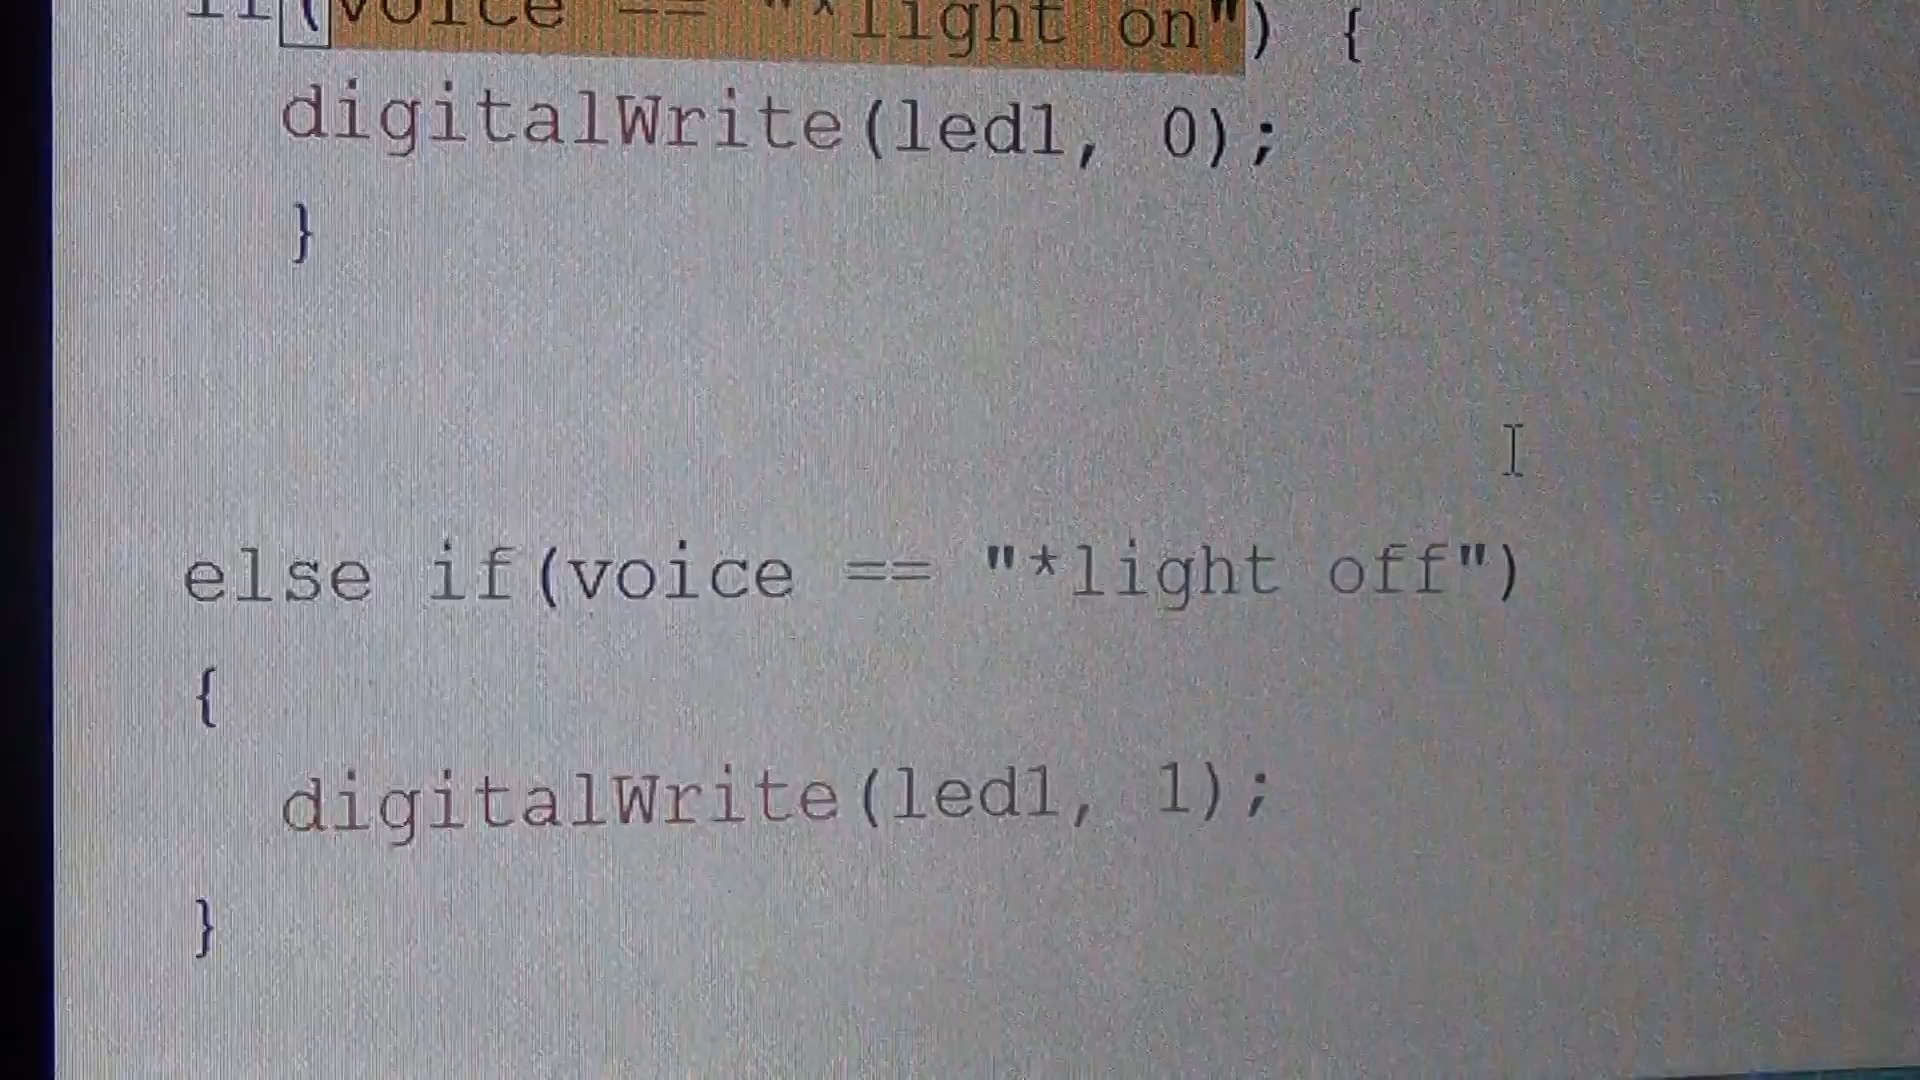 if(voice == "*light on") {
digitalWrite(led1, 0);
}
else if(voice == "*light off")
{
digitalWrite(led1, 1);
}